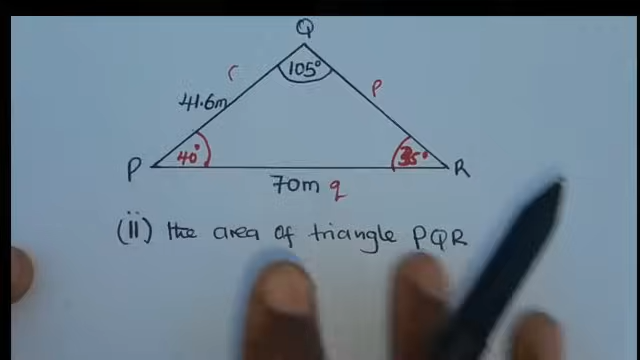 Q
105°
r
P
41.6m
40°
35°
P
R
70m q
(ii) the area of triangle PQR